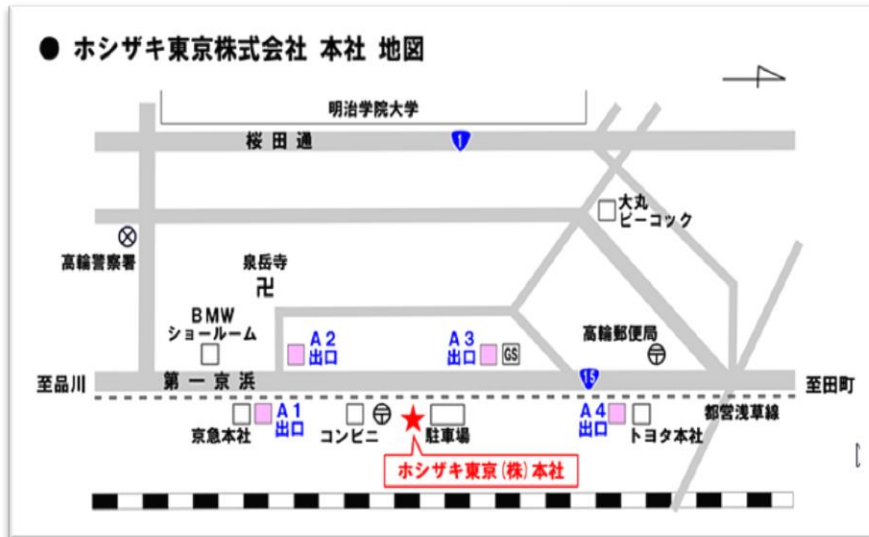 ● ホシザキ東京株式会社 本社 地図
明治学院大学
桜田通
1
大丸
ピーコック
高輪警察署
泉岳寺
BMW
ショールーム
A2
出口
A3
出口
GS
高輪郵便局
至品川
第一京浜
15
至田町
都営浅草線
京急本社
A1
出口
コンビニ
駐車場
A4
出口
トヨタ本社
ホシザキ東京(株)本社